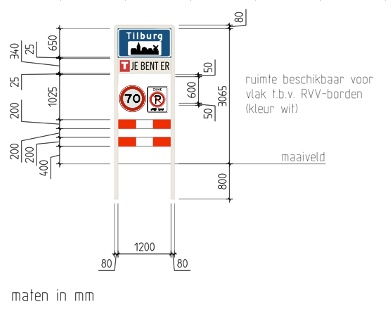 80
Tilburg
T JE BENT ER
650
25
340
25
1025
200
200
200
400
50
600
50
3065
800
70
ZONE
P
ruimte beschikbaar voor
vlak t.b.v. RVV-borden
(kleur wit)
maaiveld
1200
80
80
maten in mm